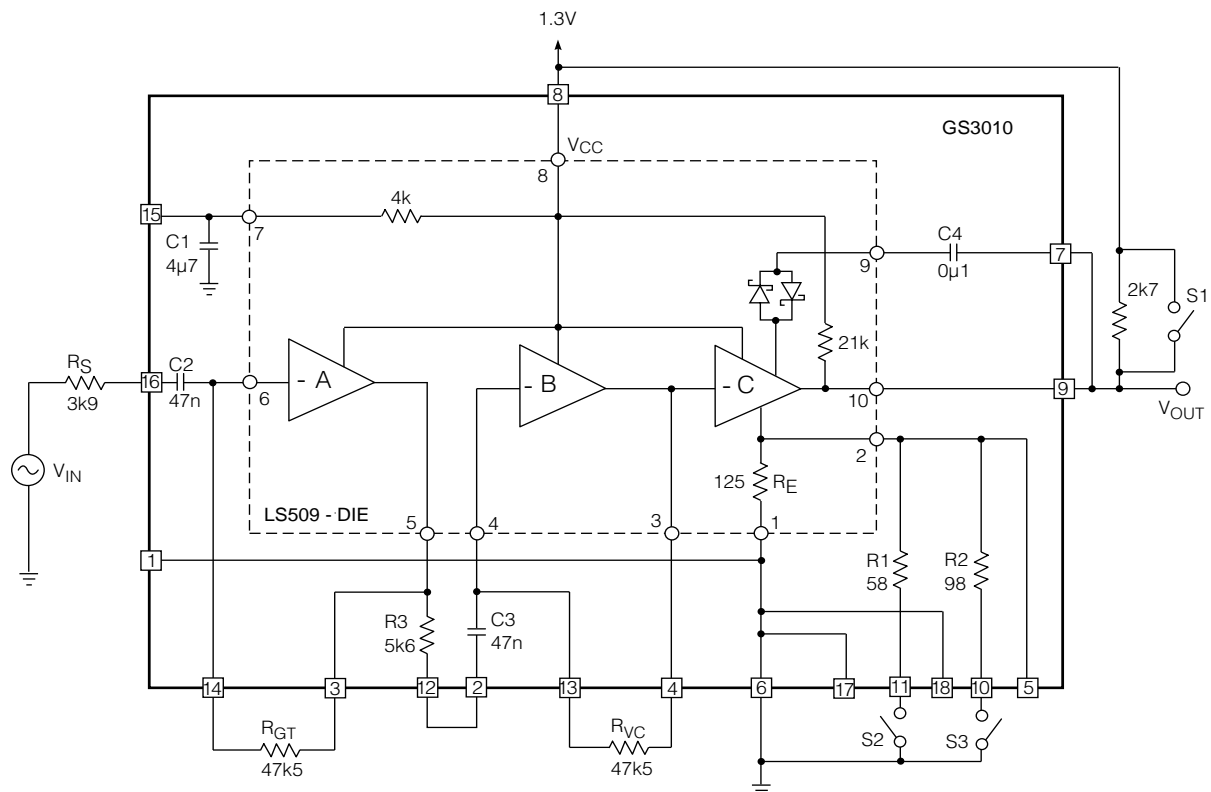 1.3V
8
GS3010
VCC
8
4k
15
7
C1
4µ7
C4
9
0µ1
7
2k7
S1
21k
RS
3k9
16
C2
47n
6
- A
- B
- C
10
9
VOUT
VIN
2
125
RE
LS509 - DIE
5
4
3
1
1
R1
58
R2
98
R3
5k6
C3
47n
14
3
12
2
13
4
6
17
11
18
10
5
RGT
47k5
RVC
47k5
S2
S3